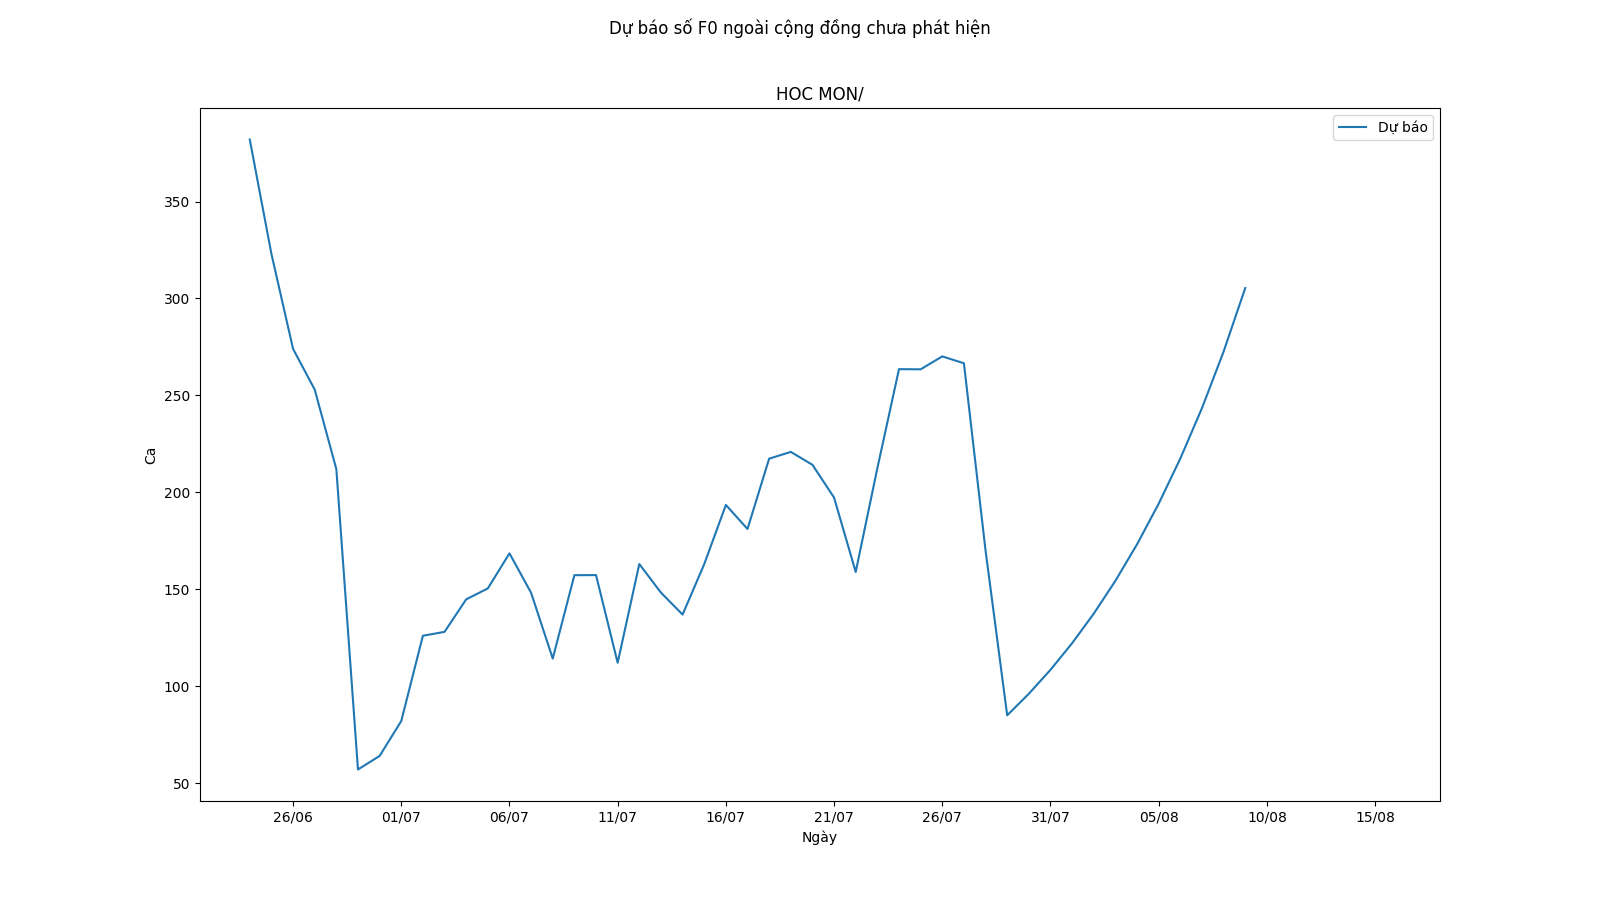 Dự báo số F0 ngoài cộng đồng chưa phát hiện
HOC MON/
Dự báo
350
300
250
200
150
100
50
Ca
26/06 01/07 06/07 11/07 16/07 21/07 26/07 31/07 05/08 10/08 15/08
Ngày